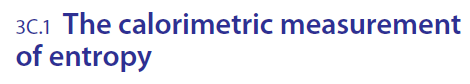 3C.1 The calorimetric measurement
of entropy